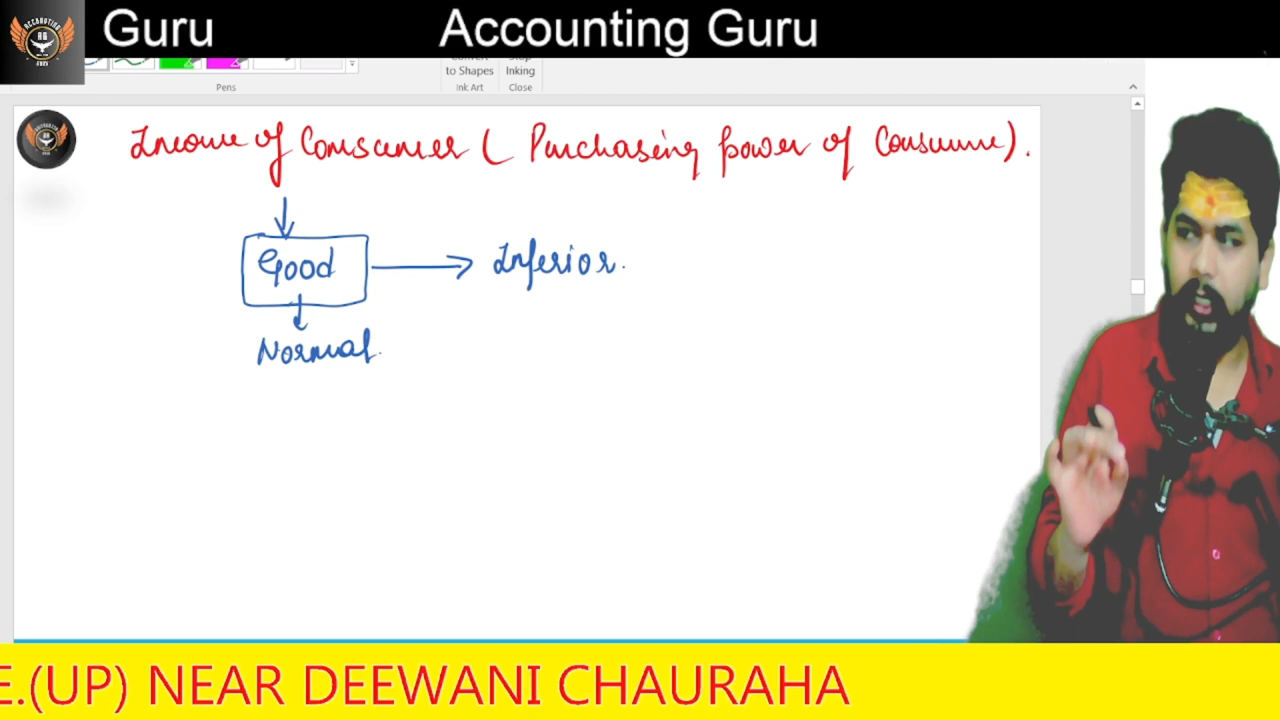 Guru Accounting Guru
to Shapes Inking
Pens Ink Art Close
Income of Consumer ( Purchasing power of Consume).
Good → Inferior.
Normal.
E.(UP) NEAR DEEWANI CHAURAHA